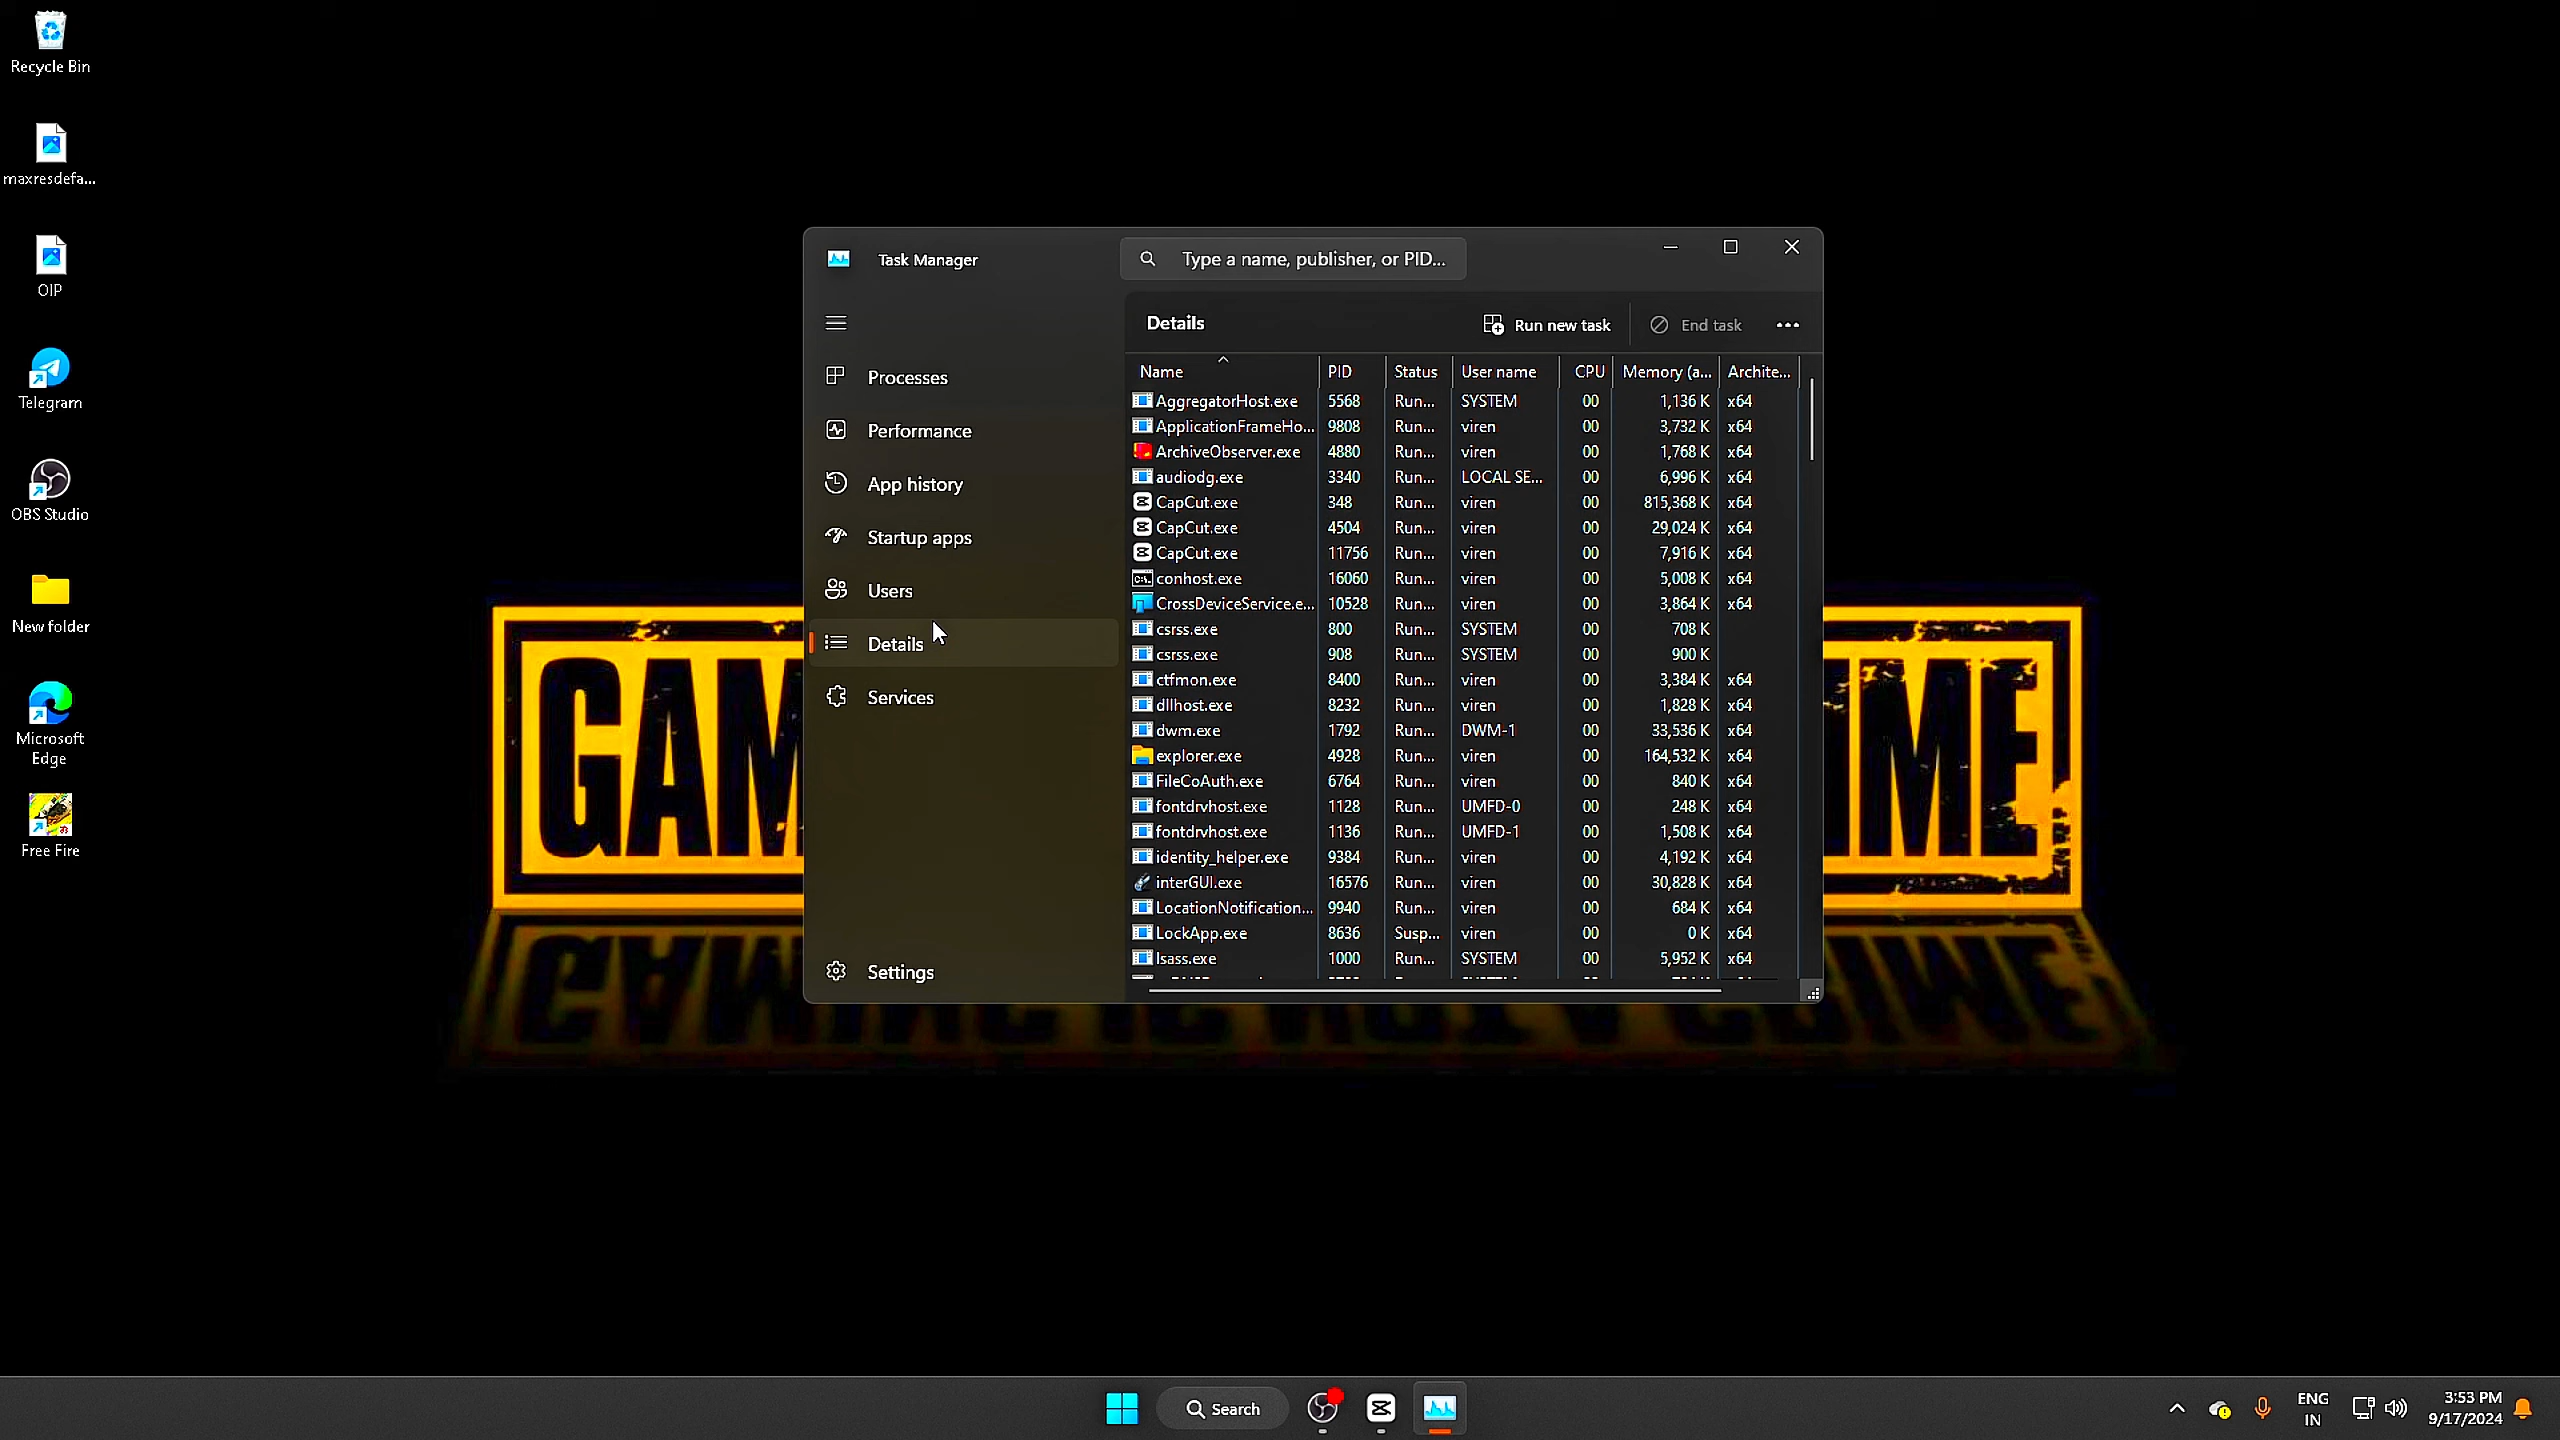 Recycle Bin
maxresdefa...
OIP
Telegram
OBS Studio
New folder
Microsoft
Edge
Free Fire
GAM
ME
Task Manager
Type a name, publisher, or PID...
Processes
Performance
App history
Startup apps
Users
Details
Services
Settings
Details
Run new task
End task
Name PID Status User name CPU Memory (a... Archite...
AggregatorHost.exe 5568 Run... SYSTEM 00 1,136 K x64
ApplicationFrameHo... 9808 Run... viren 00 3,732 K x64
ArchiveObserver.exe 4880 Run... viren 00 1,768 K x64
audiodg.exe 3340 Run... LOCAL SE... 00 6,996 K x64
CapCut.exe 348 Run... viren 00 815,368 K x64
CapCut.exe 4504 Run... viren 00 29,024 K x64
CapCut.exe 11756 Run... viren 00 7,916 K x64
conhost.exe 16060 Run... viren 00 5,008 K x64
CrossDeviceService.e... 10528 Run... viren 00 3,864 K x64
csrss.exe 800 Run... SYSTEM 00 708 K
csrss.exe 908 Run... SYSTEM 00 900 K
ctfmon.exe 8400 Run... viren 00 3,384 K x64
dllhost.exe 8232 Run... viren 00 1,828 K x64
dwm.exe 1792 Run... DWM-1 00 33,536 K x64
explorer.exe 4928 Run... viren 00 164,532 K x64
FileCoAuth.exe 6764 Run... viren 00 840 K x64
fontdrvhost.exe 1128 Run... UMFD-0 00 248 K x64
fontdrvhost.exe 1136 Run... UMFD-1 00 1,508 K x64
identity_helper.exe 9384 Run... viren 00 4,192 K x64
interGUI.exe 16576 Run... viren 00 30,828 K x64
LocationNotification... 9940 Run... viren 00 684 K x64
LockApp.exe 8636 Susp... viren 00 0 K x64
lsass.exe 1000 Run... SYSTEM 00 5,952 K x64
Search
ENG
IN
3:53 PM
9/17/2024